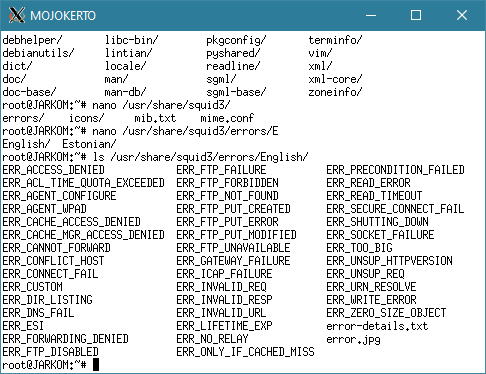 MOJOKERTO
debhelper/ libc-bin/ pkgconfig/ terminfo/
debianutils/ lintian/ pyshared/ vim/
dict/ locale/ readline/ xml/
doc/ man/ sgml/ xml-core/
doc-base/ man-db/ sgml-base/ zoneinfo/
root@JARKOM:~# nano /usr/share/squid3/
errors/ icons/ mib.txt mime.conf
root@JARKOM:~# nano /usr/share/squid3/errors/E
English/ Estonian/
root@JARKOM:~# ls /usr/share/squid3/errors/English/
ERR_ACCESS_DENIED ERR_FTP_FAILURE ERR_PRECONDITION_FAILED
ERR_ACL_TIME_QUOTA_EXCEEDED ERR_FTP_FORBIDDEN ERR_READ_ERROR
ERR_AGENT_CONFIGURE ERR_FTP_NOT_FOUND ERR_READ_TIMEOUT
ERR_AGENT_WPAD ERR_FTP_PUT_CREATED ERR_SECURE_CONNECT_FAIL
ERR_CACHE_ACCESS_DENIED ERR_FTP_PUT_ERROR ERR_SHUTTING_DOWN
ERR_CACHE_MGR_ACCESS_DENIED ERR_FTP_PUT_MODIFIED ERR_SOCKET_FAILURE
ERR_CANNOT_FORWARD ERR_FTP_UNAVAILABLE ERR_TOO_BIG
ERR_CONFLICT_HOST ERR_GATEWAY_FAILURE ERR_UNSUP_HTTPVERSION
ERR_CONNECT_FAIL ERR_ICAP_FAILURE ERR_UNSUP_REQ
ERR_CUSTOM ERR_INVALID_REQ ERR_URN_RESOLVE
ERR_DIR_LISTING ERR_INVALID_RESP ERR_WRITE_ERROR
ERR_DNS_FAIL ERR_INVALID_URL ERR_ZERO_SIZE_OBJECT
ERR_ESI ERR_LIFETIME_EXP error-details.txt
ERR_FORWARDING_DENIED ERR_NO_RELAY error.jpg
ERR_FTP_DISABLED ERR_ONLY_IF_CACHED_MISS
root@JARKOM:~#